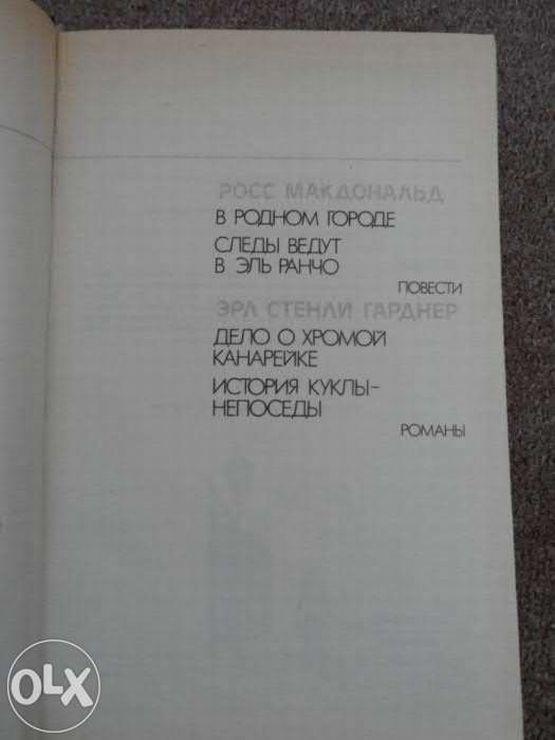 РОСС МАКДОНАЛЬД
В РОДНОМ ГОРОДЕ
СЛЕДЫ ВЕДУТ
В ЭЛЬ РАНЧО
ПОВЕСТИ
ЭРЛ СТЕНЛИ ГАРДНЕР
ДЕЛО О ХРОМОЙ
КАНАРЕЙКЕ
ИСТОРИЯ КУКЛЫ-
НЕПОСЕДЫ
РОМАНЫ
OLX